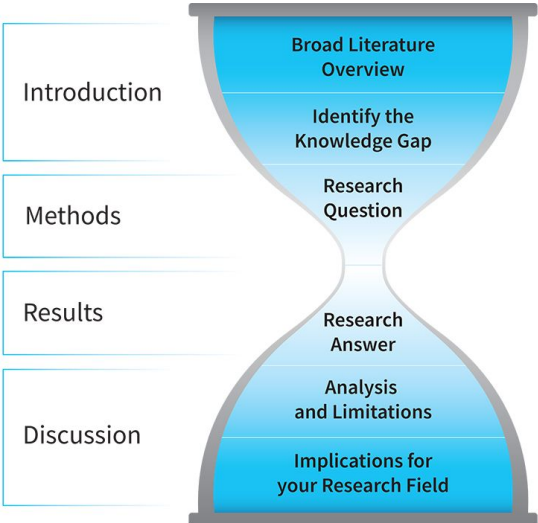 Introduction
Broad Literature
Overview
Identify the
Knowledge Gap
Methods
Research
Question
Results
Research
Answer
Discussion
Analysis
and Limitations
Implications for
your Research Field